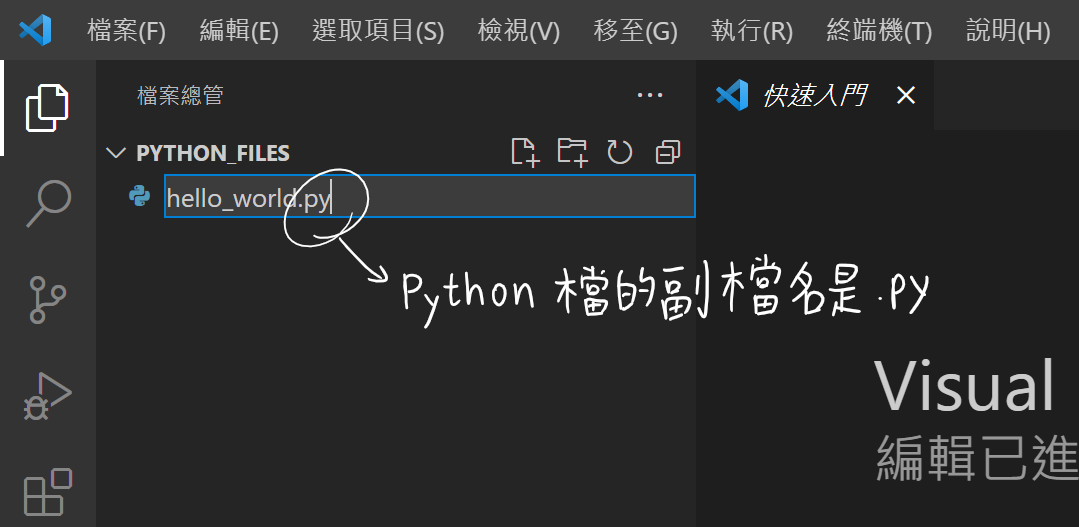 檔案(F) 編輯(E) 選取項目(S) 檢視(V) 移至(G) 執行(R) 終端機(T) 說明(H)
檔案總管
快速入門
PYTHON_FILES
hello_world.py
Python 檔的副檔名是 .py
Visual
編輯已進